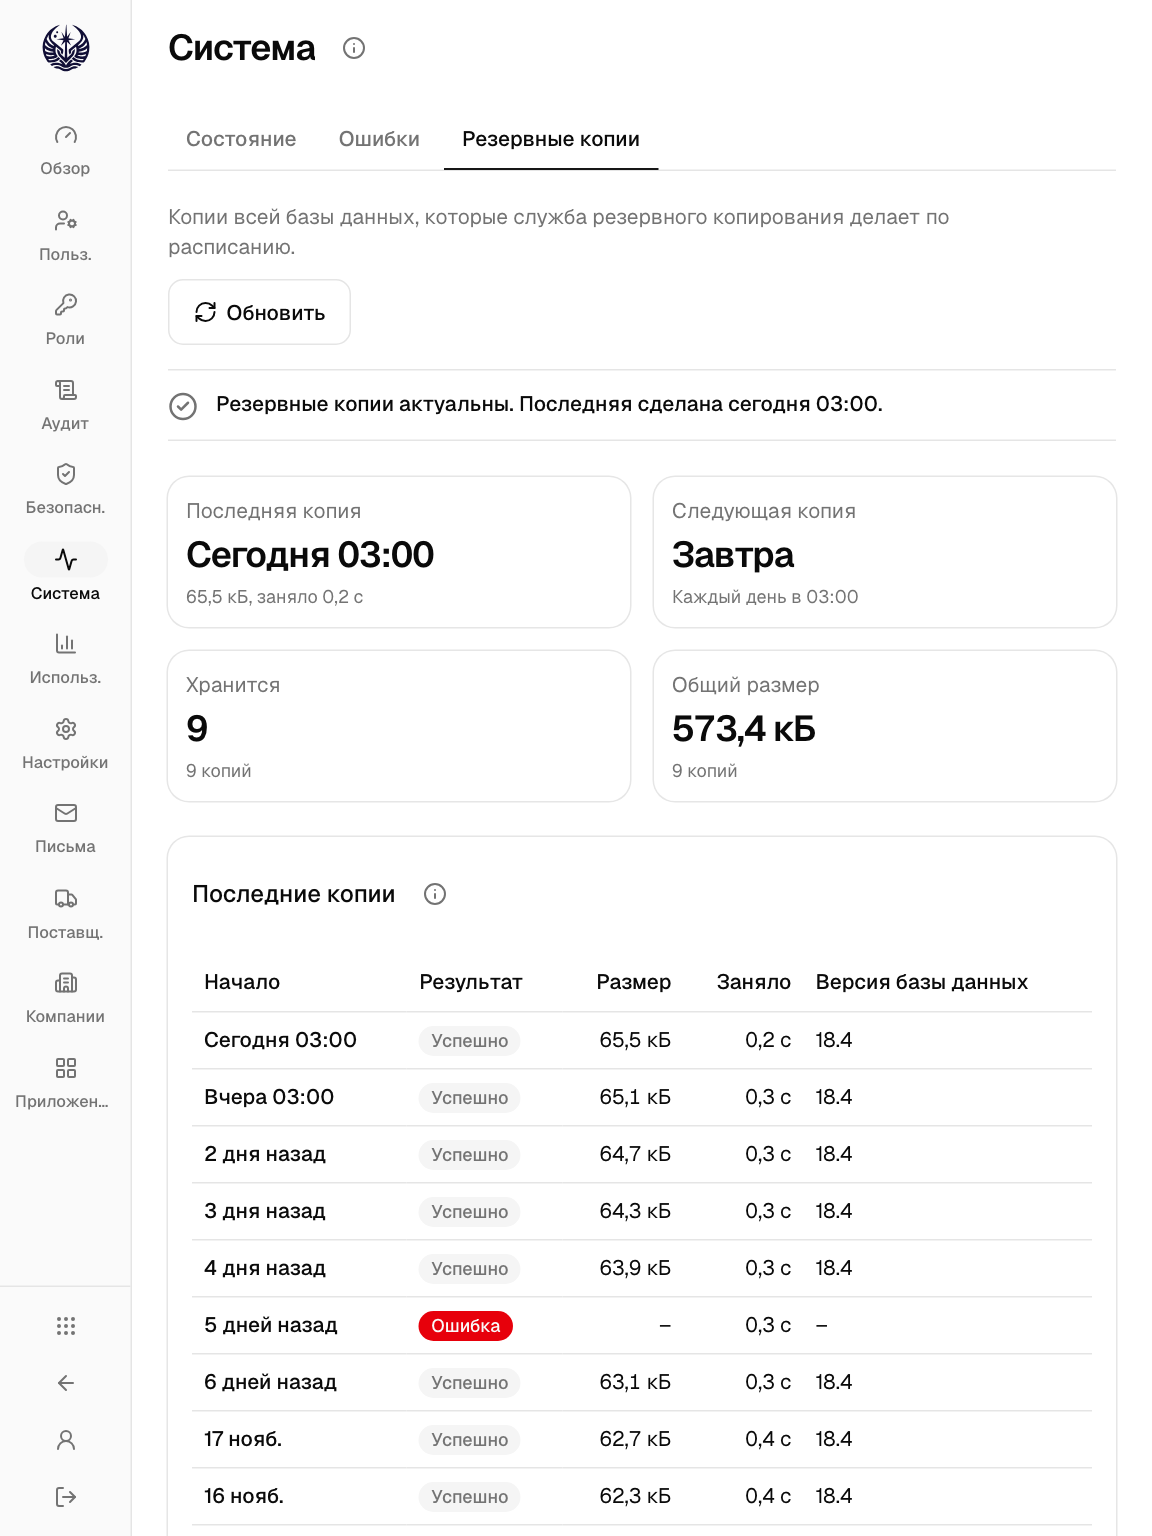 Система
Обзор
Польз.
Роли
Аудит
Безопасн.
Система
Использ.
Настройки
Письма
Поставщ.
Компании
Приложен...
Состояние Ошибки Резервные копии
Копии всей базы данных, которые служба резервного копирования делает по
расписанию.
Обновить
Резервные копии актуальны. Последняя сделана сегодня 03:00.
Последняя копия
Сегодня 03:00
65,5 кБ, заняло 0,2 с
Следующая копия
Завтра
Каждый день в 03:00
Хранится
9
9 копий
Общий размер
573,4 кБ
9 копий
Последние копии
Начало Результат Размер Заняло Версия базы данных
Сегодня 03:00 Успешно 65,5 кБ 0,2 с 18.4
Вчера 03:00 Успешно 65,1 кБ 0,3 с 18.4
2 дня назад Успешно 64,7 кБ 0,3 с 18.4
3 дня назад Успешно 64,3 кБ 0,3 с 18.4
4 дня назад Успешно 63,9 кБ 0,3 с 18.4
5 дней назад Ошибка – 0,3 с –
6 дней назад Успешно 63,1 кБ 0,3 с 18.4
17 нояб. Успешно 62,7 кБ 0,4 с 18.4
16 нояб. Успешно 62,3 кБ 0,4 с 18.4